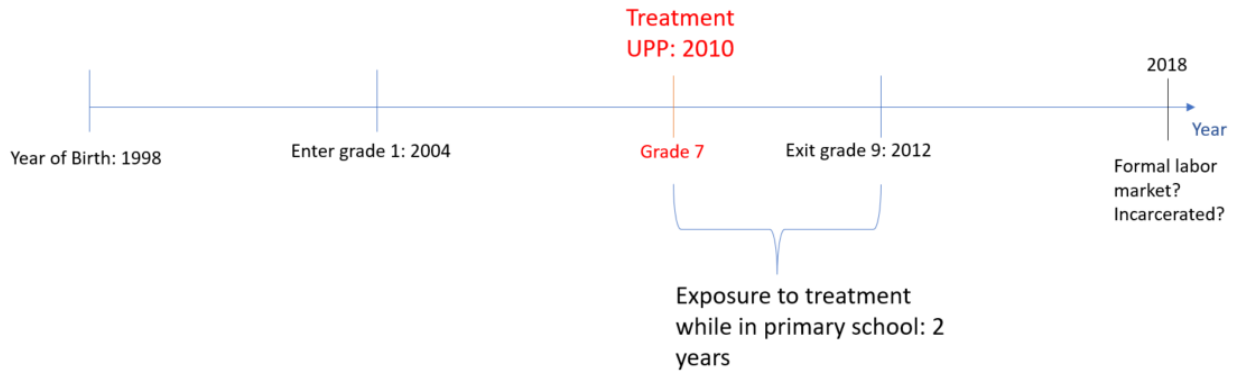 Treatment
UPP: 2010
2018
Year
Year of Birth: 1998
Enter grade 1: 2004
Grade 7
Exit grade 9: 2012
Formal labor
market?
Incarcerated?
Exposure to treatment
while in primary school: 2
years